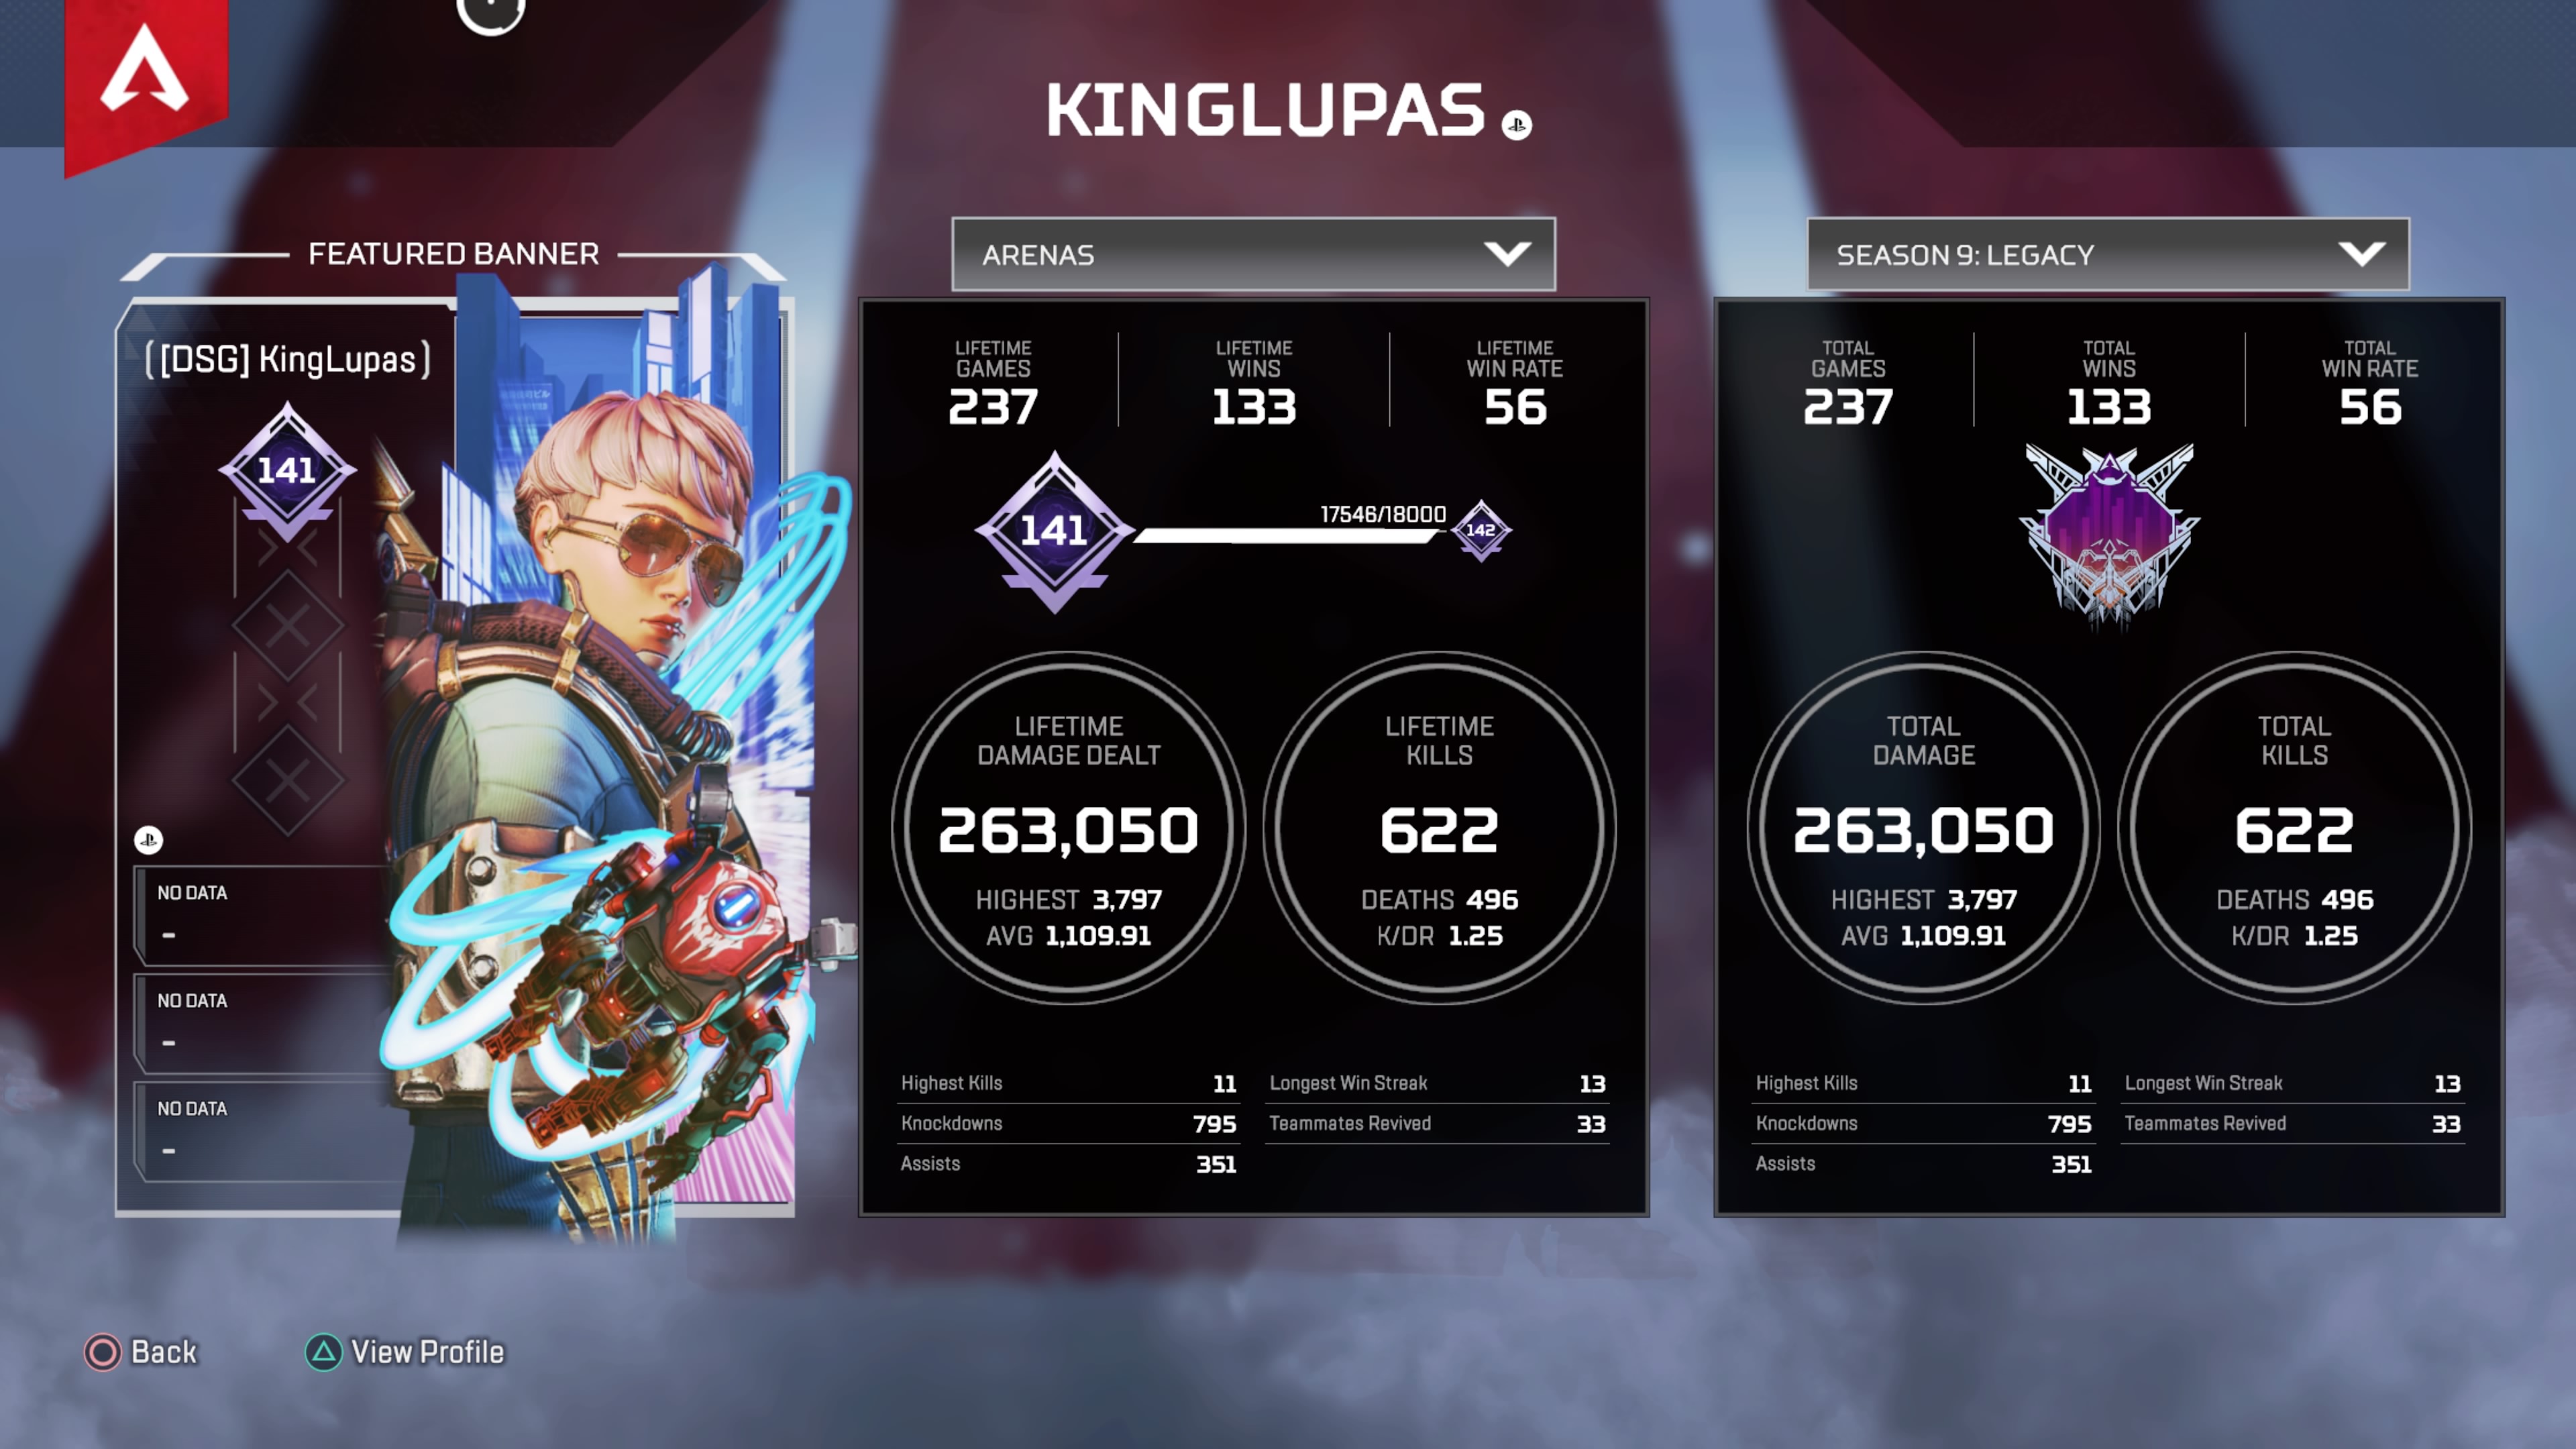 KINGLUPAS
FEATURED BANNER
([DSG] KingLupas)
141
NO DATA
-
NO DATA
-
NO DATA
-
ARENAS
LIFETIME GAMES
237
LIFETIME WINS
133
LIFETIME WIN RATE
56
141
17546/18000
142
LIFETIME
DAMAGE DEALT
263,050
HIGHEST 3,797
AVG 1,109.91
LIFETIME
KILLS
622
DEATHS 496
K/DR 1.25
Highest Kills 11
Knockdowns 795
Assists 351
Longest Win Streak 13
Teammates Revived 33
SEASON 9: LEGACY
TOTAL GAMES
237
TOTAL WINS
133
TOTAL WIN RATE
56
TOTAL
DAMAGE
263,050
HIGHEST 3,797
AVG 1,109.91
TOTAL
KILLS
622
DEATHS 496
K/DR 1.25
Highest Kills 11
Knockdowns 795
Assists 351
Longest Win Streak 13
Teammates Revived 33
Back
View Profile